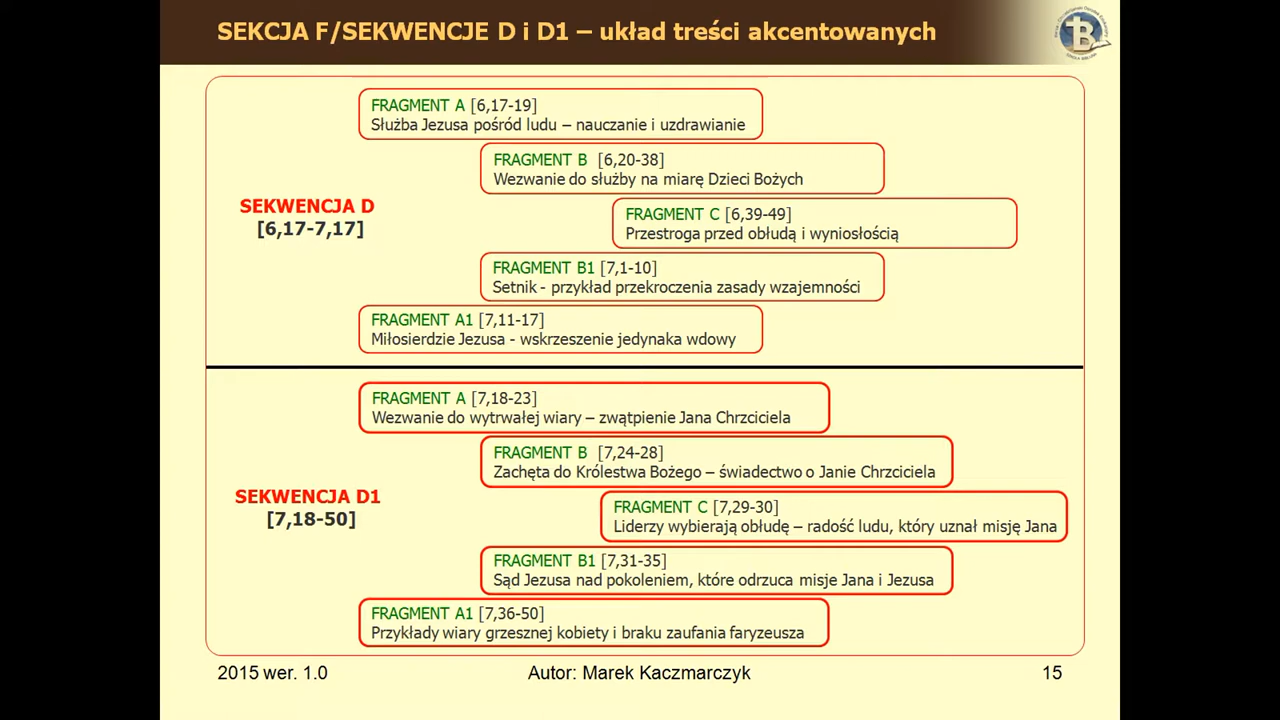 SEKCJA F/SEKWENCJE D i D1 – układ treści akcentowanych
FRAGMENT A [6,17-19]
Służba Jezusa pośród ludu – nauczanie i uzdrawianie
FRAGMENT B [6,20-38]
Wezwanie do służby na miarę Dzieci Bożych
SEKWENCJA D
[6,17-7,17]
FRAGMENT C [6,39-49]
Przestroga przed obłudą i wyniosłością
FRAGMENT B1 [7,1-10]
Setnik - przykład przekroczenia zasady wzajemności
FRAGMENT A1 [7,11-17]
Miłosierdzie Jezusa - wskrzeszenie jedynaka wdowy
FRAGMENT A [7,18-23]
Wezwanie do wytrwałej wiary – zwątpienie Jana Chrzciciela
FRAGMENT B [7,24-28]
Zachęta do Królestwa Bożego – świadectwo o Janie Chrzciciela
SEKWENCJA D1
[7,18-50]
FRAGMENT C [7,29-30]
Liderzy wybierają obłudę – radość ludu, który uznał misję Jana
FRAGMENT B1 [7,31-35]
Sąd Jezusa nad pokoleniem, które odrzuca misje Jana i Jezusa
FRAGMENT A1 [7,36-50]
Przykłady wiary grzesznej kobiety i braku zaufania faryzeusza
2015 wer. 1.0
Autor: Marek Kaczmarczyk
15